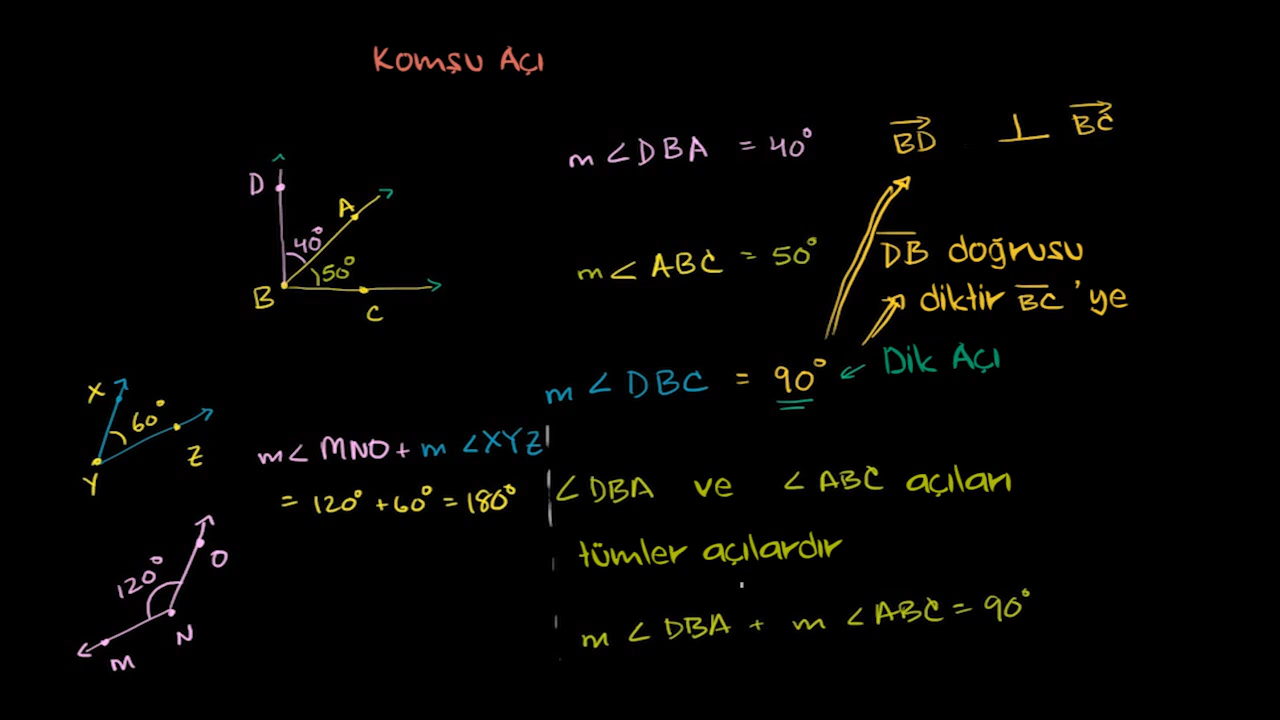 Komşu Açı
m∠DBA = 40°
BD ⊥ BC
D
A
40°
50°
B
C
m∠ABC = 50°
DB doğrusu
diktir BC'ye
m∠DBC = 90° ← Dik Açı
X
60°
Z
Y
m∠MNO + m∠XYZ
= 120° + 60° = 180°
∠DBA ve ∠ABC açıları
tümler açılardır
m∠DBA + m∠ABC = 90°
120°
O
N
M